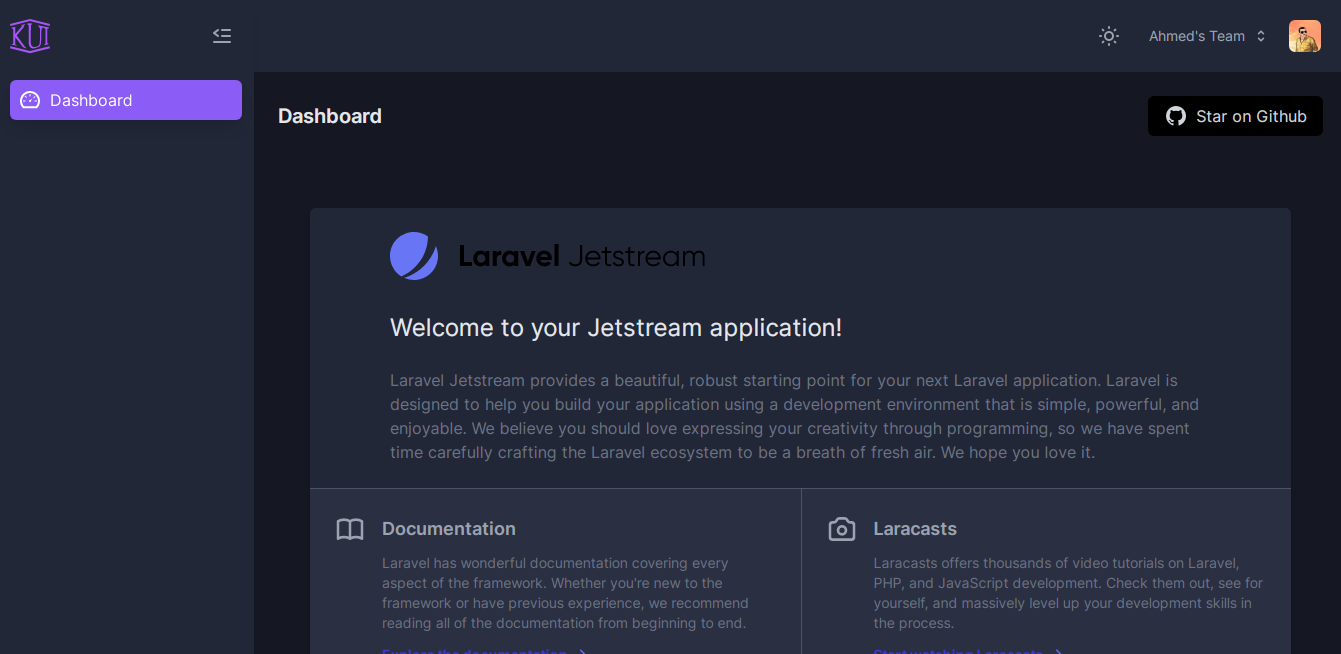 KUI
Ahmed's Team
Dashboard
Dashboard
Star on Github
Laravel Jetstream
Welcome to your Jetstream application!
Laravel Jetstream provides a beautiful, robust starting point for your next Laravel application. Laravel is
designed to help you build your application using a development environment that is simple, powerful, and
enjoyable. We believe you should love expressing your creativity through programming, so we have spent
time carefully crafting the Laravel ecosystem to be a breath of fresh air. We hope you love it.
Documentation
Laravel has wonderful documentation covering every
aspect of the framework. Whether you're new to the
framework or have previous experience, we recommend
reading all of the documentation from beginning to end.
Explore the documentation
Laracasts
Laracasts offers thousands of video tutorials on Laravel,
PHP, and JavaScript development. Check them out, see for
yourself, and massively level up your development skills in
the process.
Start watching Laracasts